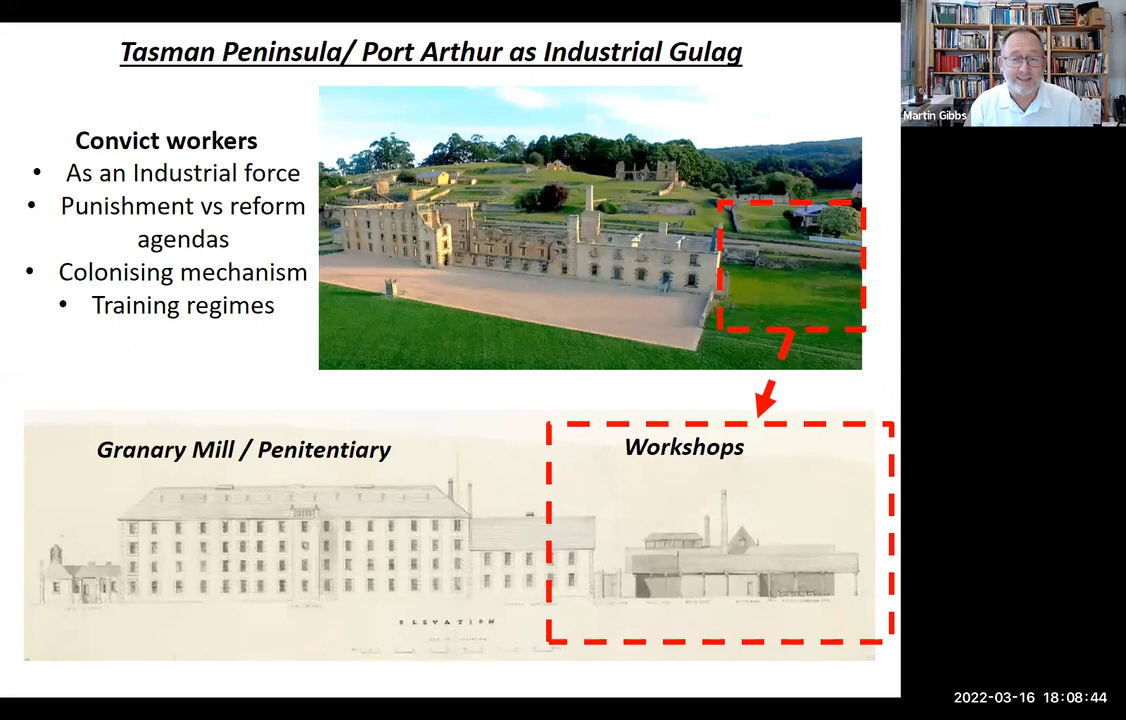 Tasman Peninsula/ Port Arthur as Industrial Gulag
Martin Gibbs
Convict workers
• As an Industrial force
• Punishment vs reform
agendas
• Colonising mechanism
• Training regimes
Granary Mill / Penitentiary
Workshops
ELEVATION
2022-03-16 18:08:44